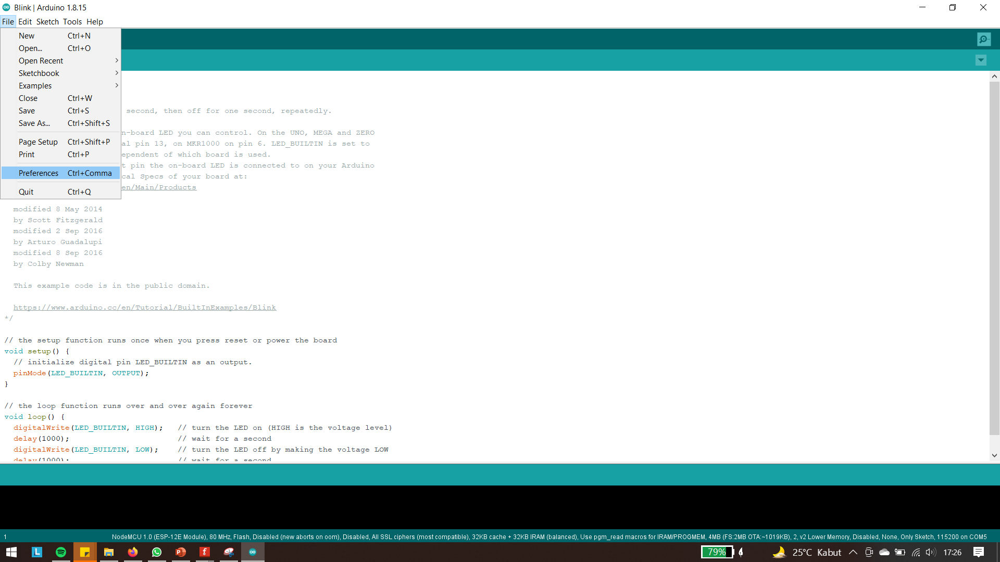 Blink | Arduino 1.8.15
File Edit Sketch Tools Help
New Ctrl+N
Open... Ctrl+O
Open Recent
Sketchbook
Examples
Close Ctrl+W
Save Ctrl+S
Save As... Ctrl+Shift+S
Page Setup Ctrl+Shift+P
Print Ctrl+P
Preferences Ctrl+Comma
Quit Ctrl+Q
second, then off for one second, repeatedly.
n-board LED you can control. On the UNO, MEGA and ZERO
al pin 13, on MKR1000 on pin 6. LED_BUILTIN is set to
ependent of which board is used.
t pin the on-board LED is connected to on your Arduino
cal Specs of your board at:
en/Main/Products
modified 8 May 2014
by Scott Fitzgerald
modified 2 Sep 2016
by Arturo Guadalupi
modified 8 Sep 2016
by Colby Newman
This example code is in the public domain.
https://www.arduino.cc/en/Tutorial/BuiltInExamples/Blink
*/
// the setup function runs once when you press reset or power the board
void setup() {
// initialize digital pin LED_BUILTIN as an output.
pinMode(LED_BUILTIN, OUTPUT);
}
// the loop function runs over and over again forever
void loop() {
digitalWrite(LED_BUILTIN, HIGH); // turn the LED on (HIGH is the voltage level)
delay(1000); // wait for a second
digitalWrite(LED_BUILTIN, LOW); // turn the LED off by making the voltage LOW
delay(1000); // wait for a second
1 NodeMCU 1.0 (ESP-12E Module), 80 MHz, Flash, Disabled (new aborts on oom), Disabled, All SSL ciphers (most compatible), 32KB cache + 32KB IRAM (balanced), Use pgm_read macros for IRAM/PROGMEM, 4MB (FS:2MB OTA:~1019KB), 2, v2 Lower Memory, Disabled, None, Only Sketch, 115200 on COM5
79% 25°C Kabut 17:26